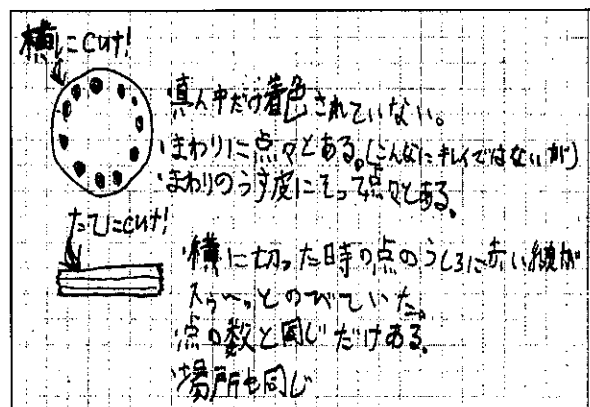 横にcut!
真ん中だけ着色されていない。
・まわりに点々とある。(こんなにキレイではないが)
・まわりのうす皮にそって点々とある。
たてにcut!
・横に切った時の点のうしろに赤い線が
スゥ〜っとのびていた。
・点の数と同じだけある。
・場所も同じ